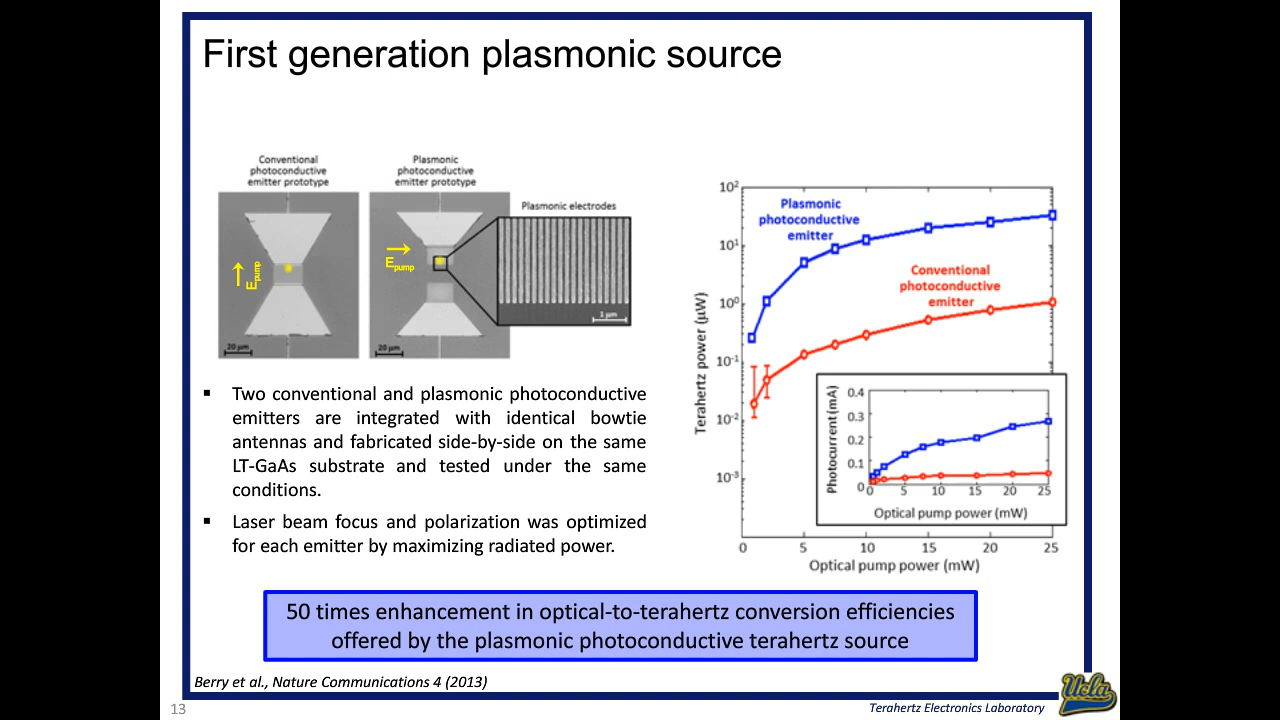 First generation plasmonic source
Conventional
photoconductive
emitter prototype
Plasmonic
photoconductive
emitter prototype
Plasmonic electrodes
E pump
E pump
1 µm
20 µm
20 µm
▪ Two conventional and plasmonic photoconductive
emitters are integrated with identical bowtie
antennas and fabricated side-by-side on the same
LT-GaAs substrate and tested under the same
conditions.
▪ Laser beam focus and polarization was optimized
for each emitter by maximizing radiated power.
Terahertz power (µW)
10²
10¹
10⁰
10⁻¹
10⁻²
10⁻³
Plasmonic
photoconductive
emitter
Conventional
photoconductive
emitter
Photocurrent (mA)
0.4
0.3
0.2
0.1
0
0 5 10 15 20 25
Optical pump power (mW)
0 5 10 15 20 25
Optical pump power (mW)
50 times enhancement in optical-to-terahertz conversion efficiencies
offered by the plasmonic photoconductive terahertz source
Berry et al., Nature Communications 4 (2013)
13
Terahertz Electronics Laboratory
Ucla